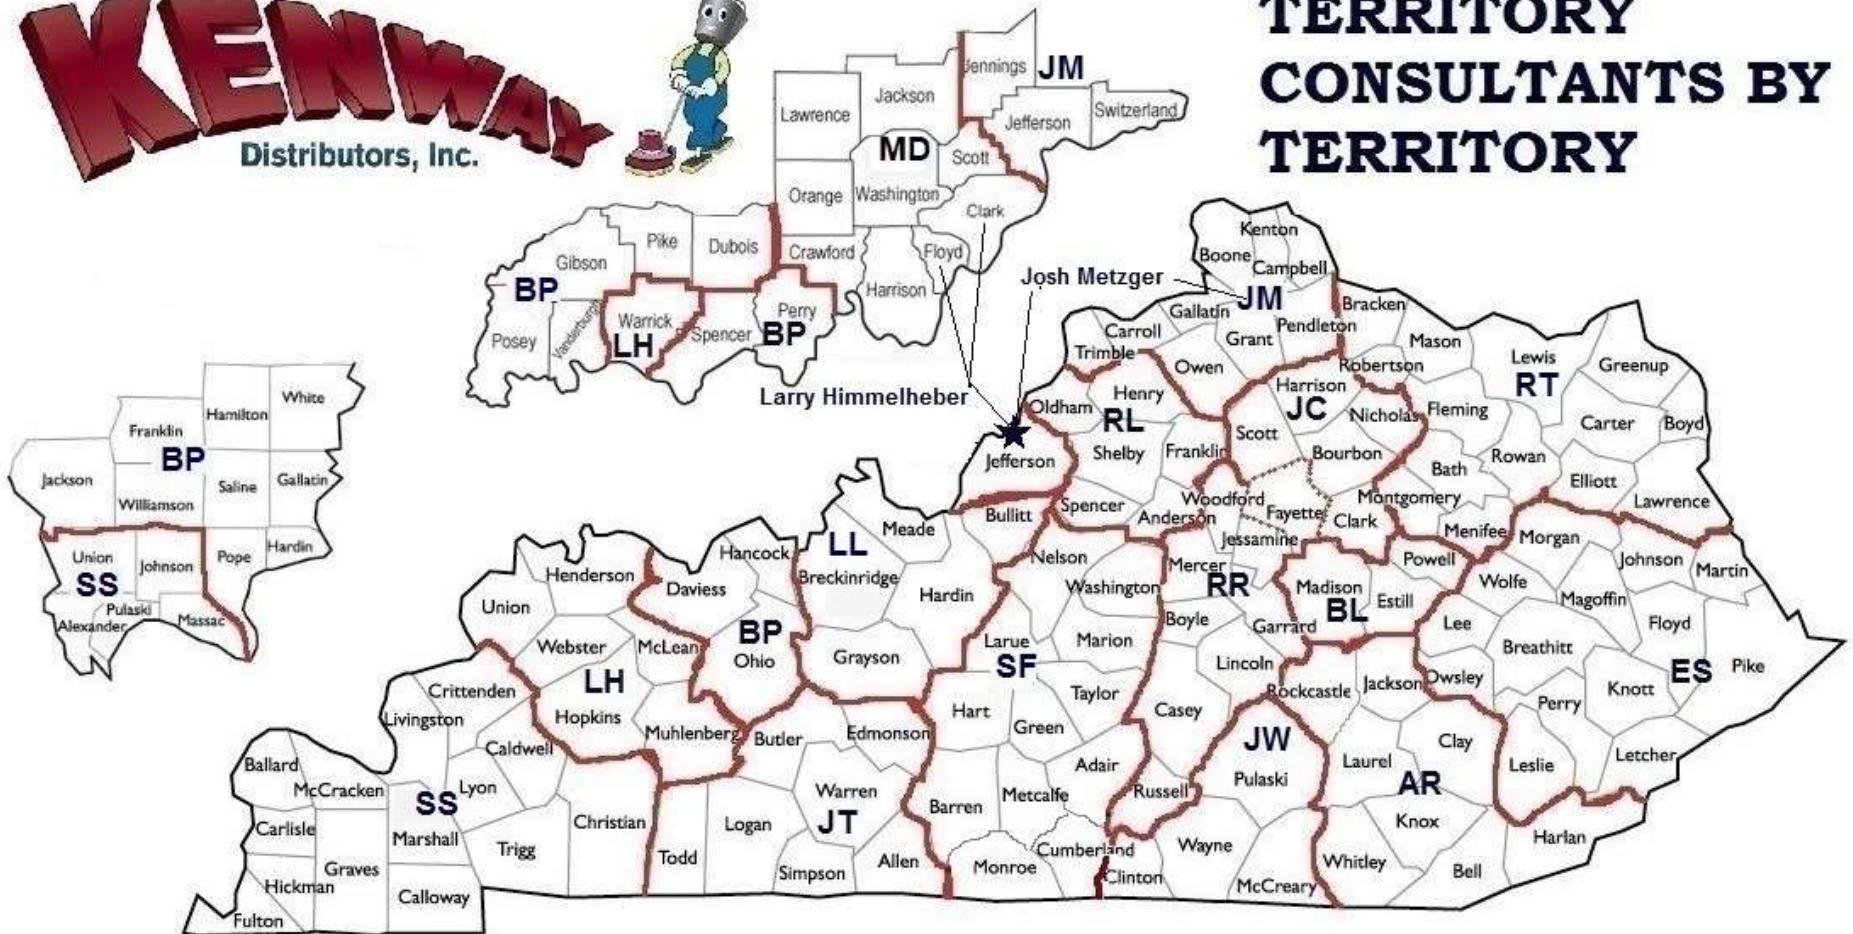 KENWAY
Distributors, Inc.
TERRITORY
CONSULTANTS BY
TERRITORY
Jennings
JM
Jackson
Lawrence
Switzerland
Jefferson
MD
Scott
Orange
Washington
Clark
Pike
Dubois
Crawford
Floyd
Gibson
BP
Harrison
Perry
Warrick
Spencer
BP
Vanderburgh
Posey
LH
Josh Metzger
Larry Himmelheber
White
Hamilton
Franklin
BP
Jackson
Saline
Gallatin
Williamson
Union
Johnson
Pope
Hardin
SS
Pulaski
Alexander
Massac
Kenton
Boone
Campbell
JM
Gallatin
Bracken
Carroll
Grant
Pendleton
Mason
Trimble
Owen
Robertson
Lewis
RT
Greenup
Harrison
Henry
JC
Oldham
RL
Nicholas
Fleming
Carter
Boyd
Scott
Shelby
Franklin
Bourbon
Rowan
Bath
Jefferson
Elliott
Lawrence
Woodford
Montgomery
Spencer
Fayette
Bullitt
Anderson
Clark
Menifee
Meade
Jessamine
Morgan
LL
Hancock
Nelson
Powell
Johnson
Mercer
Martin
Henderson
Breckinridge
Daviess
Washington
RR
Madison
Estill
Wolfe
Magoffin
Hardin
BL
Union
Boyle
Garrard
Lee
Floyd
BP
Webster
McLean
Ohio
Grayson
Larue
Marion
SF
Lincoln
Breathitt
ES
Pike
LH
Crittenden
Taylor
Rockcastle
Jackson
Owsley
Knott
Perry
Livingston
Hopkins
Hart
Casey
Green
Muhlenberg
Butler
Edmonson
JW
Clay
Caldwell
Letcher
Ballard
Adair
Laurel
Leslie
McCracken
Lyon
Warren
Pulaski
AR
SS
Metcalfe
Russell
Barren
Carlisle
Marshall
Christian
Logan
JT
Knox
Harlan
Trigg
Cumberland
Wayne
Graves
Todd
Allen
Simpson
Monroe
Clinton
Whitley
Bell
Hickman
Calloway
McCreary
Fulton